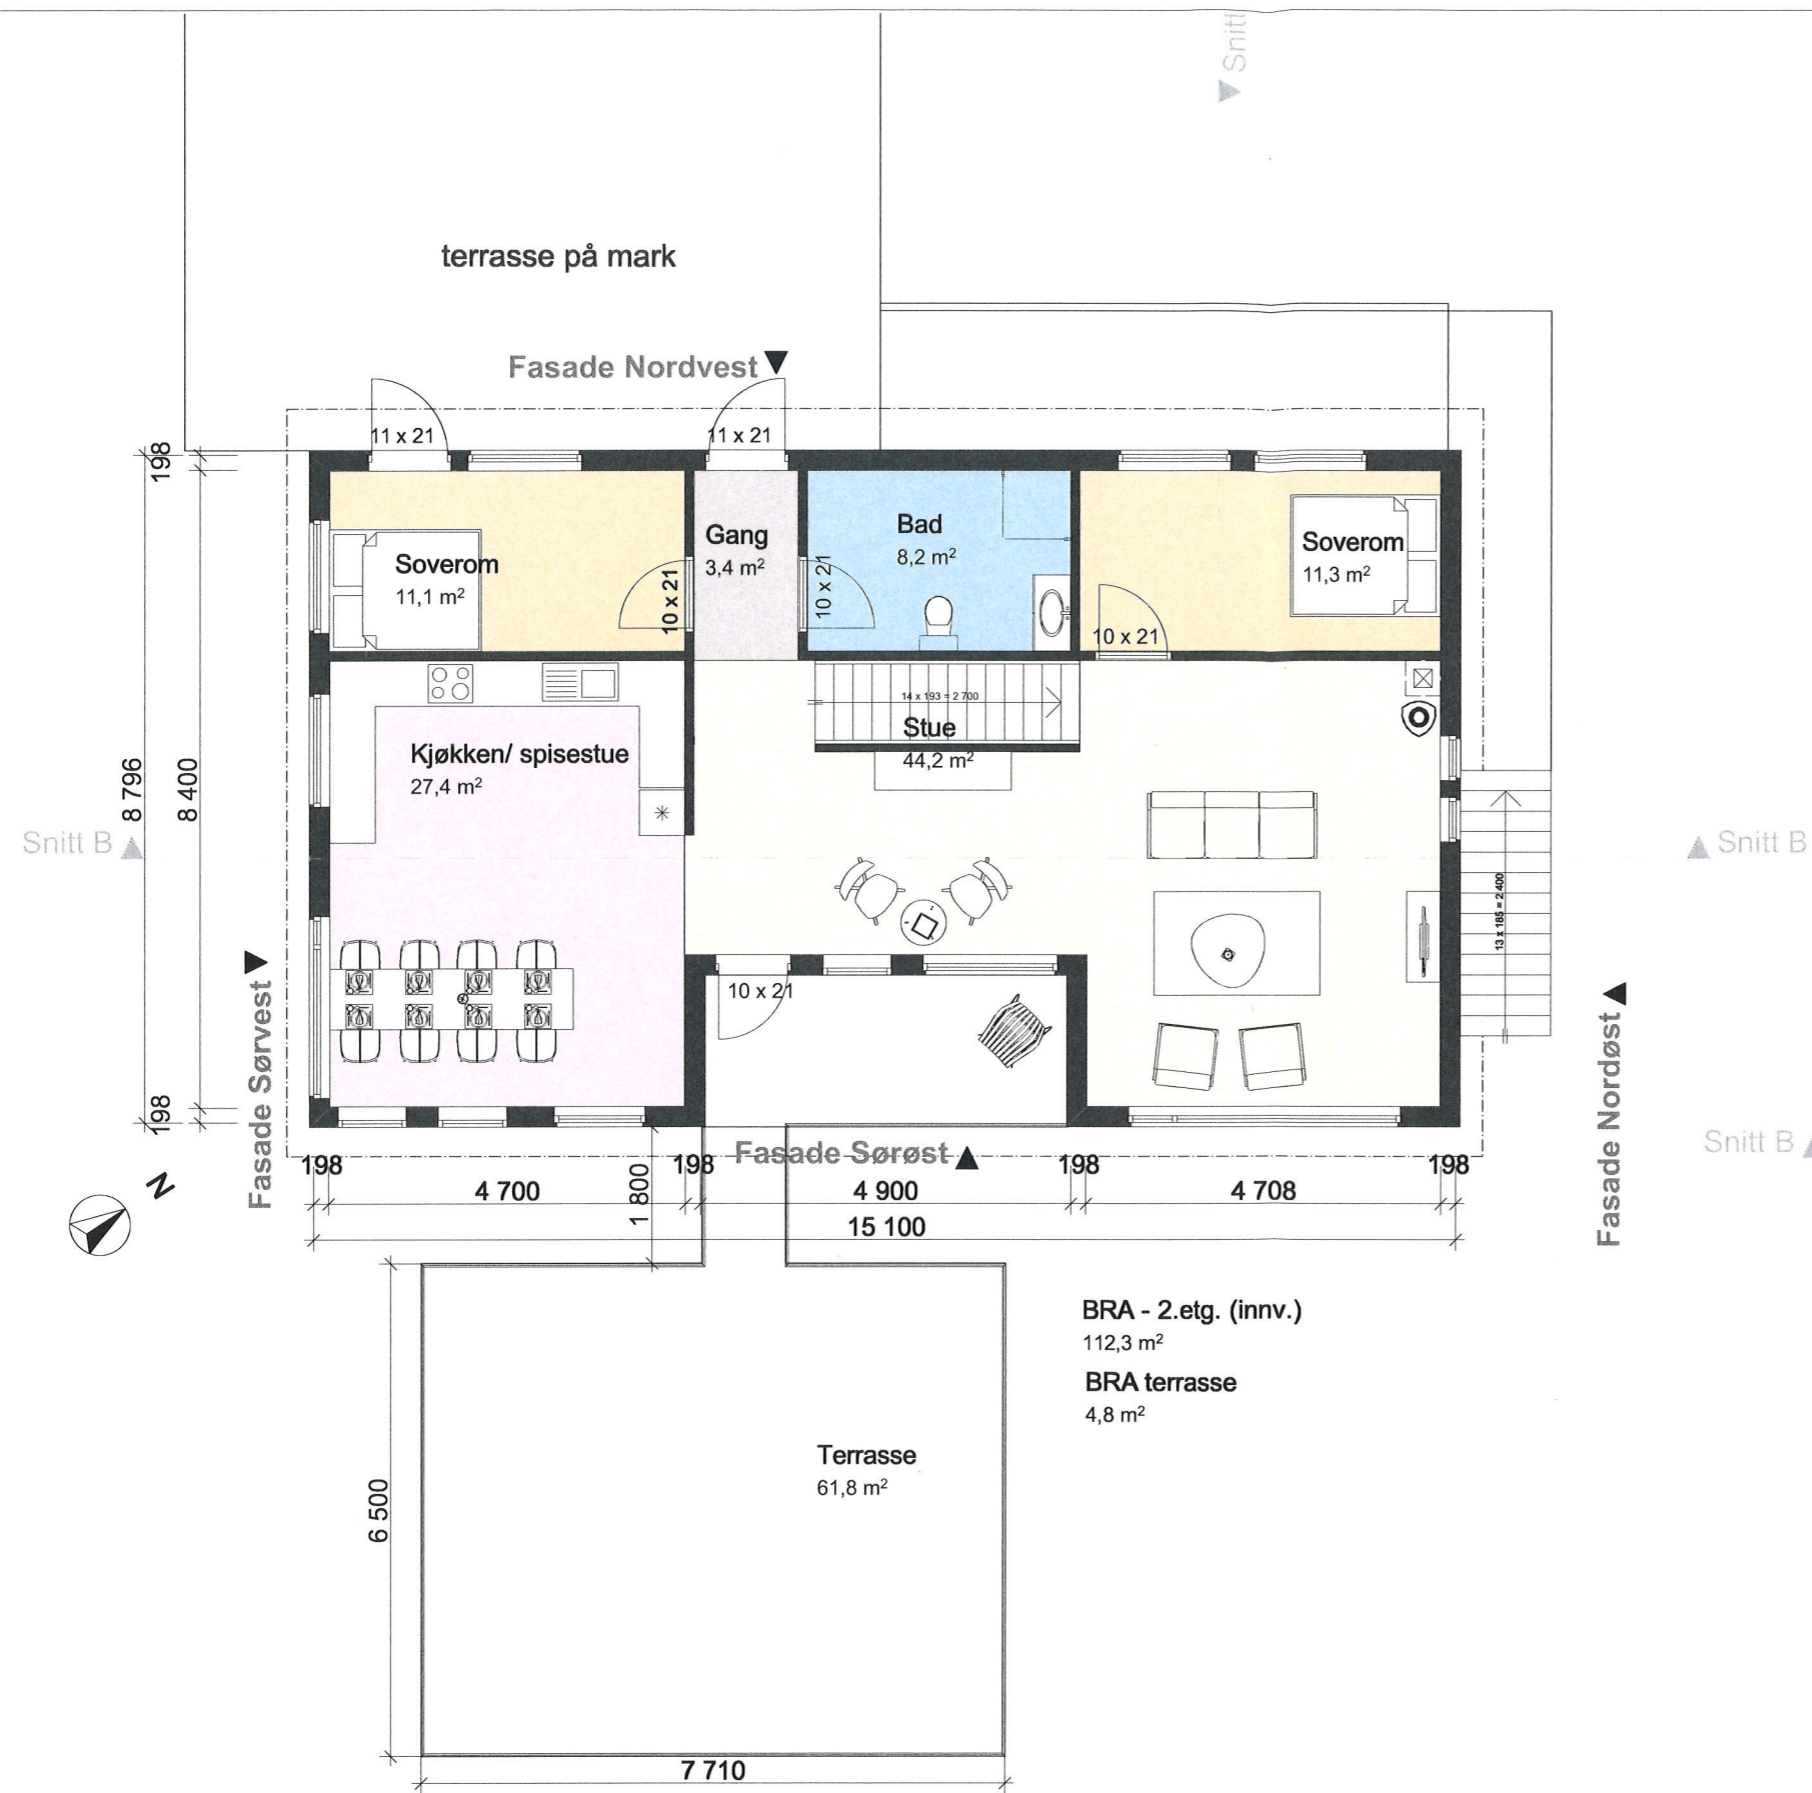 Snitt
terrasse på mark
Fasade Nordvest
11 x 21
11 x 21
198
Soverom
11,1 m²
10 x 21
Gang
3,4 m²
10 x 21
Bad
8,2 m²
Soverom
11,3 m²
10 x 21
14 x 193 = 2 700
Stue
44,2 m²
Kjøkken/ spisestue
27,4 m²
8 796
8 400
Snitt B
Snitt B
13 x 185 = 2 400
10 x 21
Fasade Sørvest
Fasade Nordøst
198
Fasade Sørøst
Snitt B
N
198
198
198
198
4 700
1 800
4 900
4 708
15 100
BRA - 2.etg. (innv.)
112,3 m²
BRA terrasse
4,8 m²
Terrasse
61,8 m²
6 500
7 710